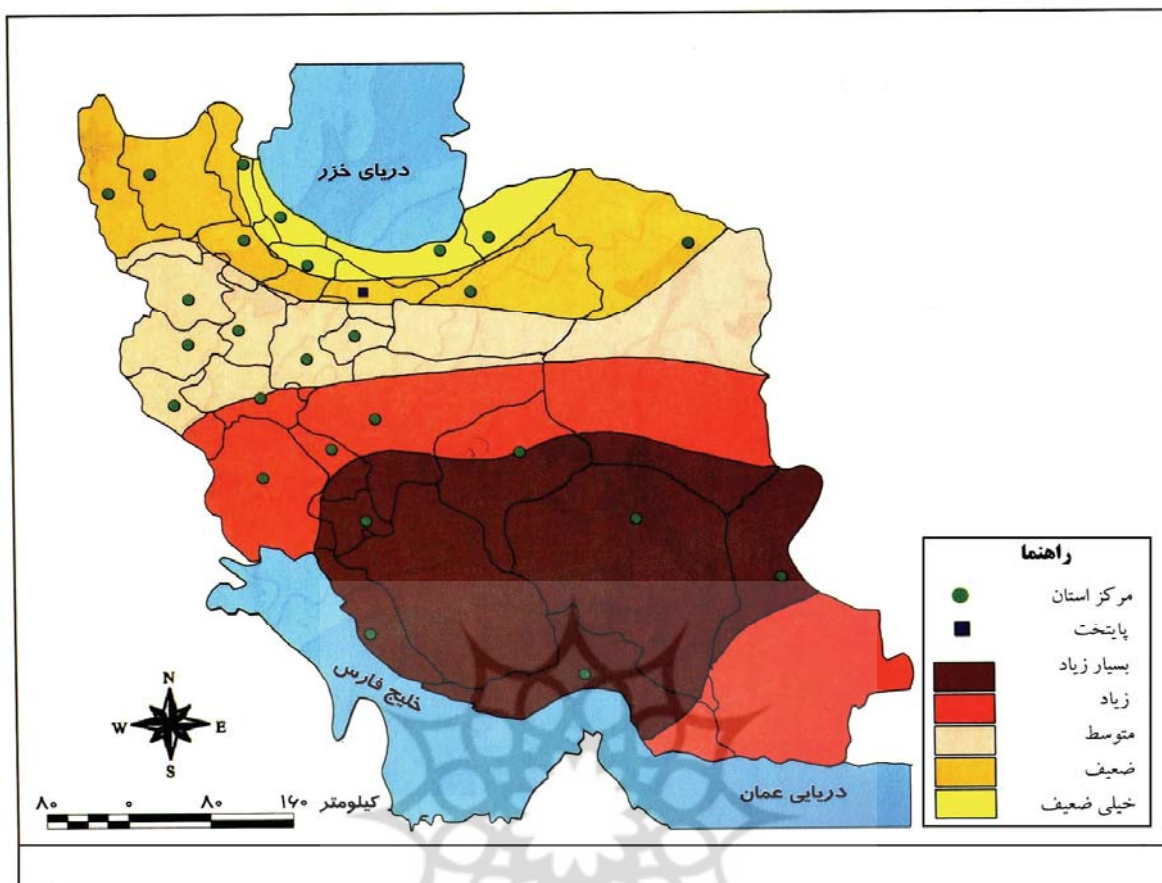 دریای خزر
خلیج فارس
دریایی عمان
N
W E
S
۸۰ ۰ ۸۰ ۱۶۰ کیلومتر
راهنما
مرکز استان
پایتخت
بسیار زیاد
زیاد
متوسط
ضعیف
خیلی ضعیف